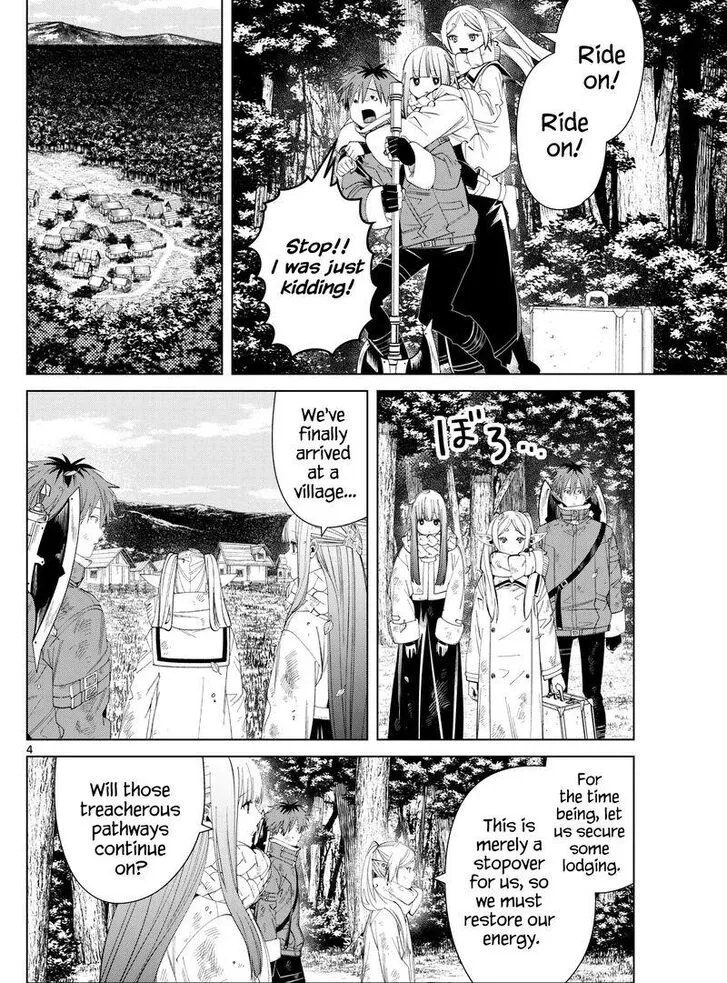 Ride
on!
Ride
on!
Stop!!
I was just
kidding!
ぼろ…
We've
finally
arrived
at a
village...
4
For
the time
being, let
us secure
some
lodging.
This is
merely a
stopover
for us, so
we must
restore our
energy.
Will those
treacherous
pathways
continue
on?